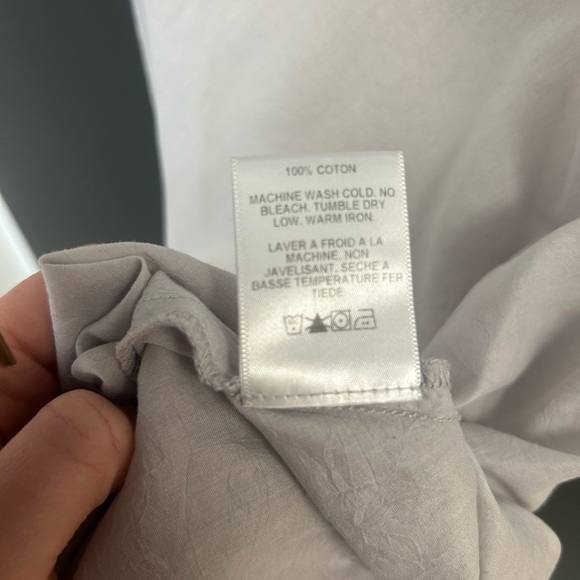 100% COTON
MACHINE WASH COLD. NO
BLEACH. TUMBLE DRY
LOW. WARM IRON.
LAVER A FROID A LA
MACHINE. NON
JAVELISANT. SECHE A
BASSE TEMPERATURE FER
TIEDE